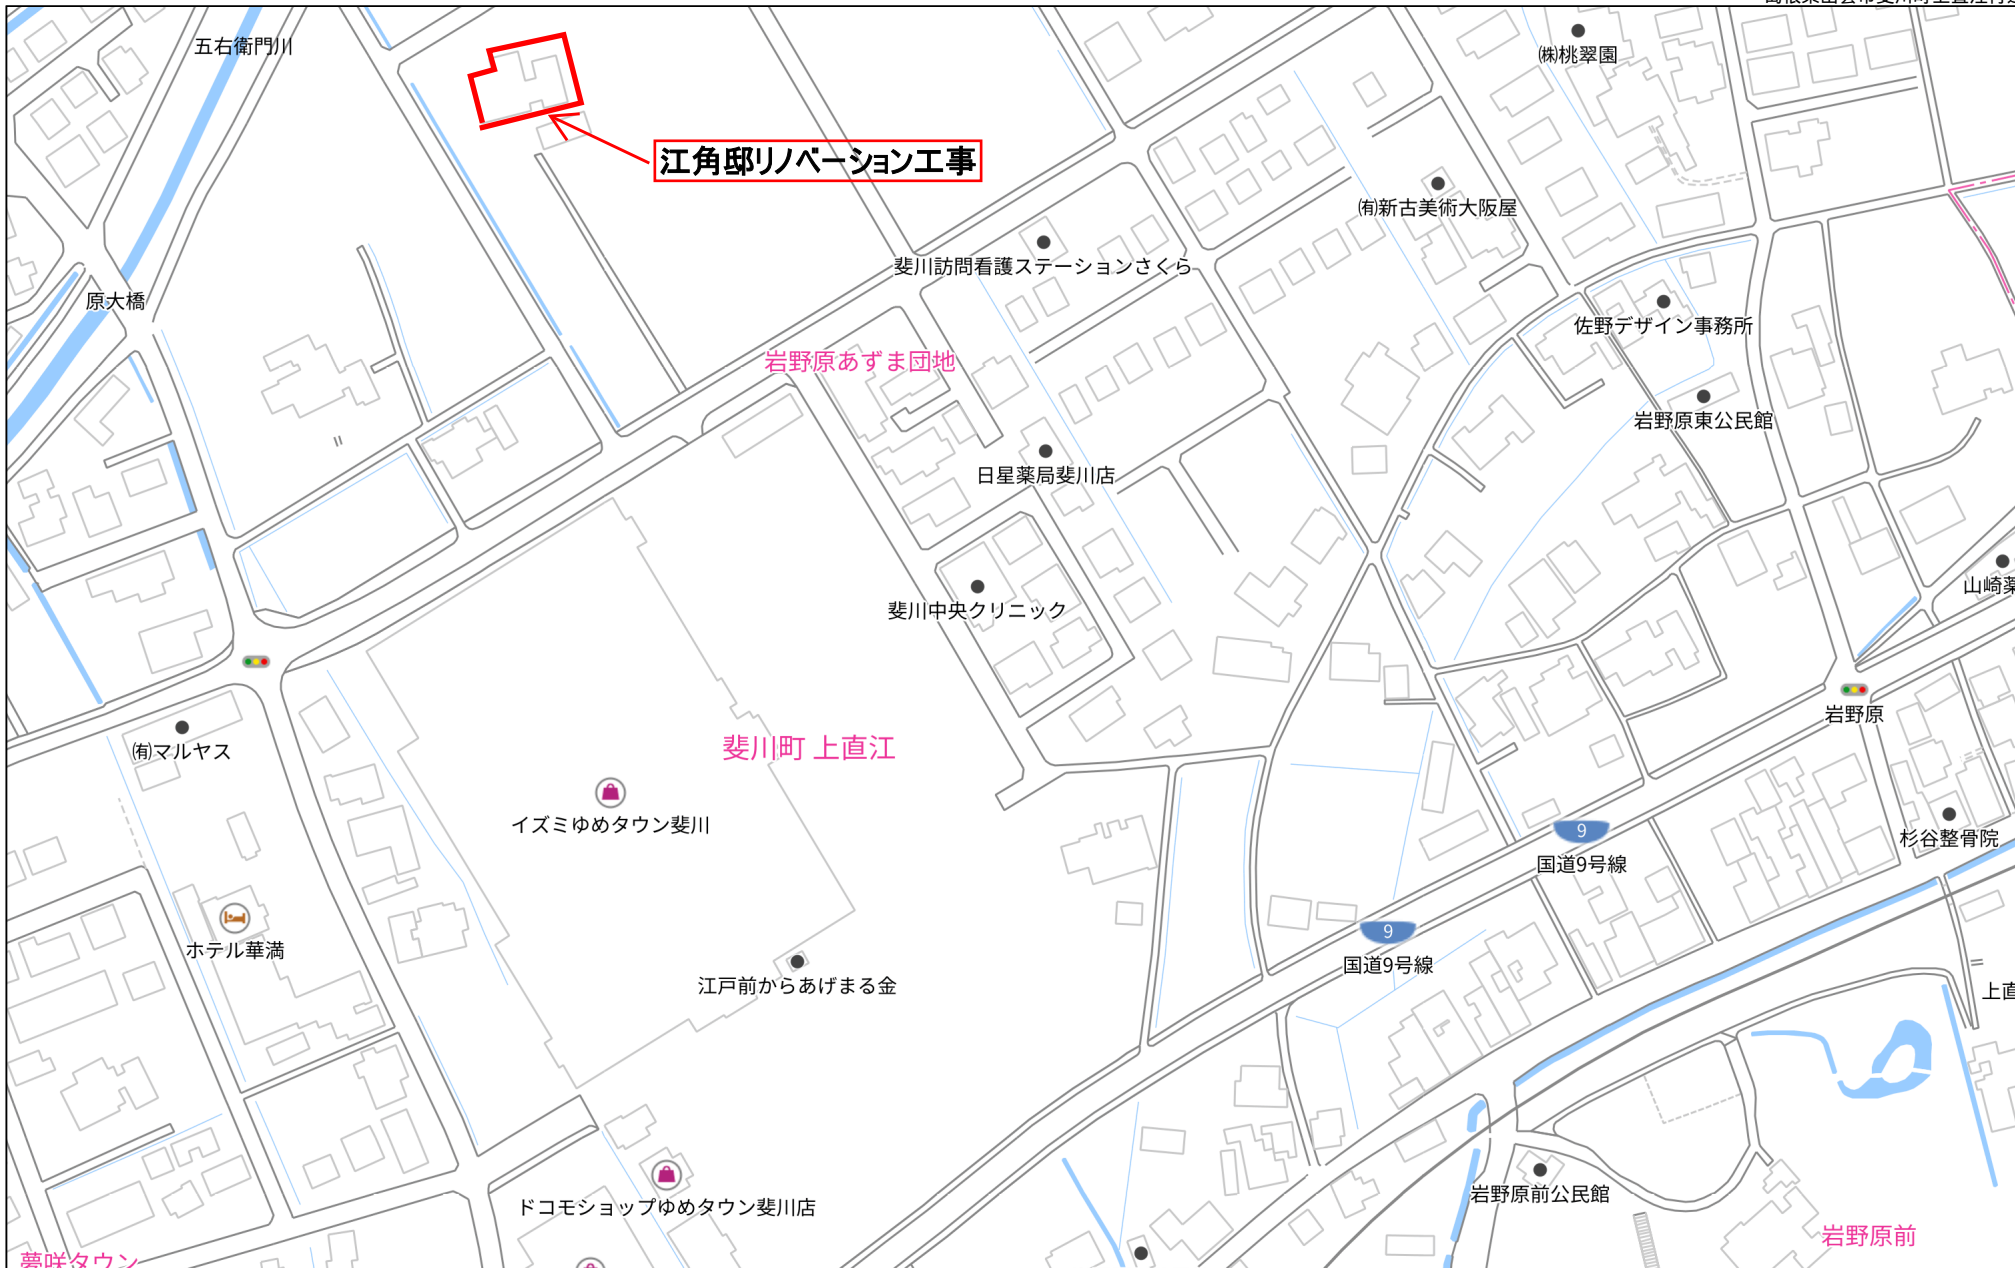 五右衛門川
㈱桃翠園
江角邸リノベーション工事
㈲新古美術大阪屋
斐川訪問看護ステーションさくら
原大橋
佐野デザイン事務所
岩野原あずま団地
岩野原東公民館
日星薬局斐川店
山崎薬
斐川中央クリニック
岩野原
㈲マルヤス
斐川町 上直江
イズミゆめタウン斐川
9
杉谷整骨院
国道9号線
9
ホテル華満
国道9号線
江戸前からあげまる金
上直
岩野原前公民館
ドコモショップゆめタウン斐川店
岩野原前
夢咲タウン